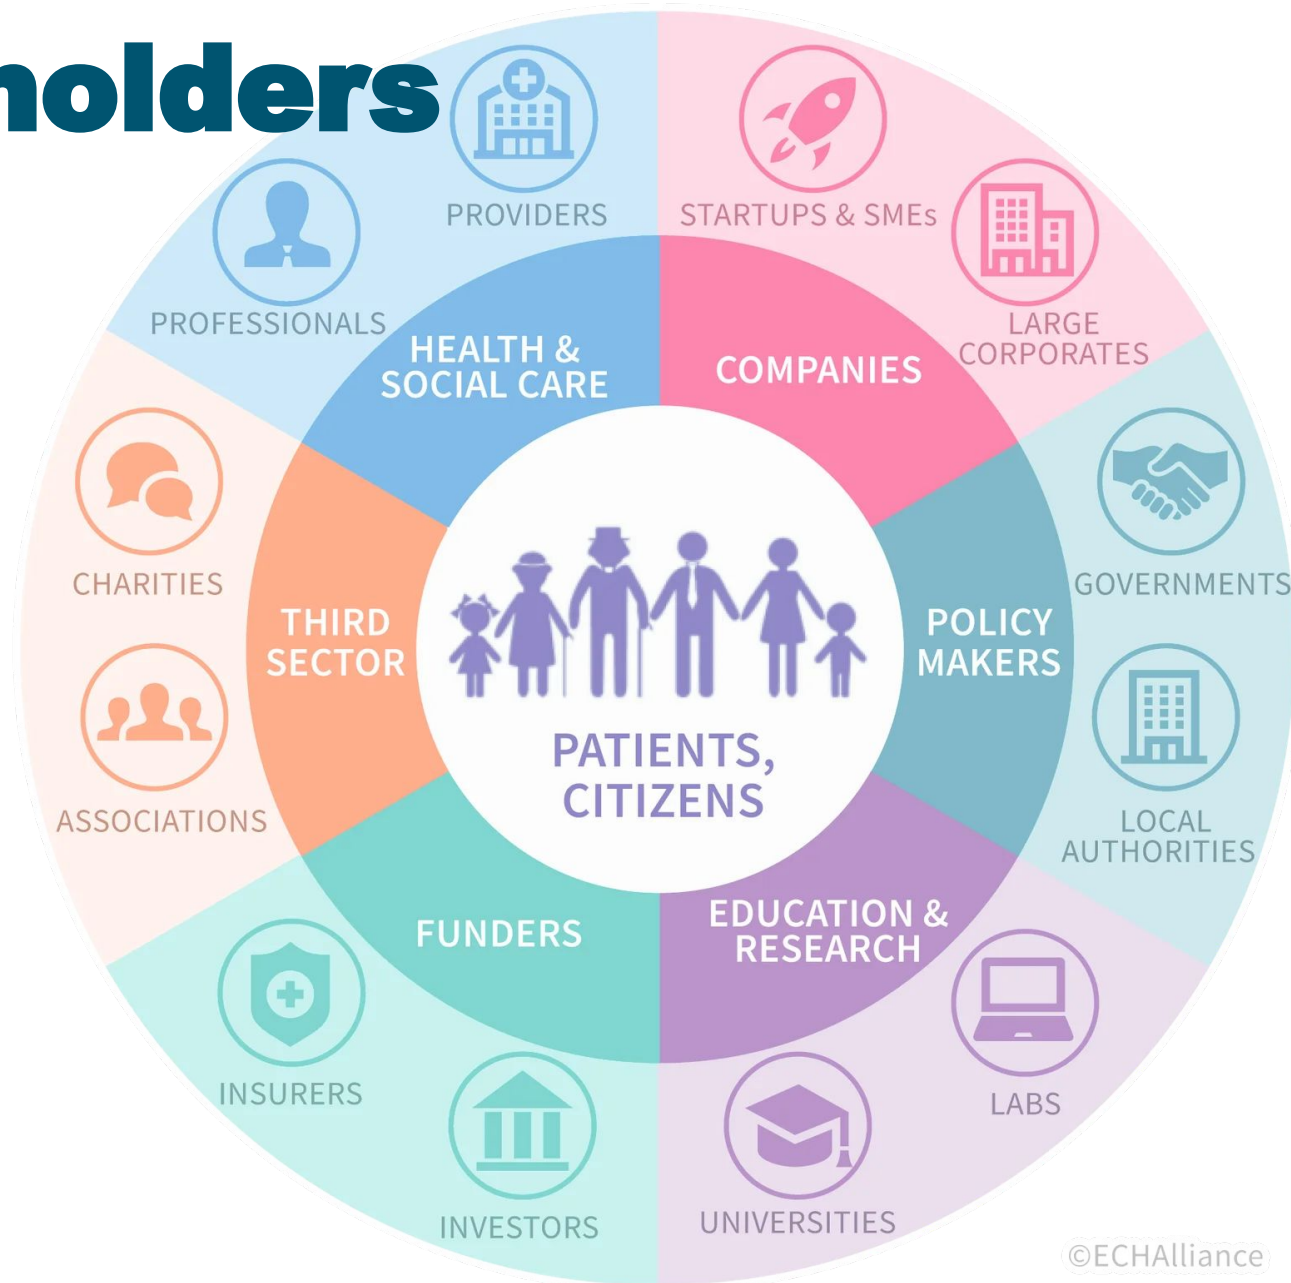 holders
PROVIDERS
STARTUPS & SMEs
PROFESSIONALS
LARGE
CORPORATES
HEALTH &
SOCIAL CARE
COMPANIES
CHARITIES
GOVERNMENTS
THIRD
SECTOR
POLICY
MAKERS
PATIENTS,
CITIZENS
ASSOCIATIONS
LOCAL
AUTHORITIES
FUNDERS
EDUCATION &
RESEARCH
INSURERS
LABS
INVESTORS
UNIVERSITIES
©ECHAlliance